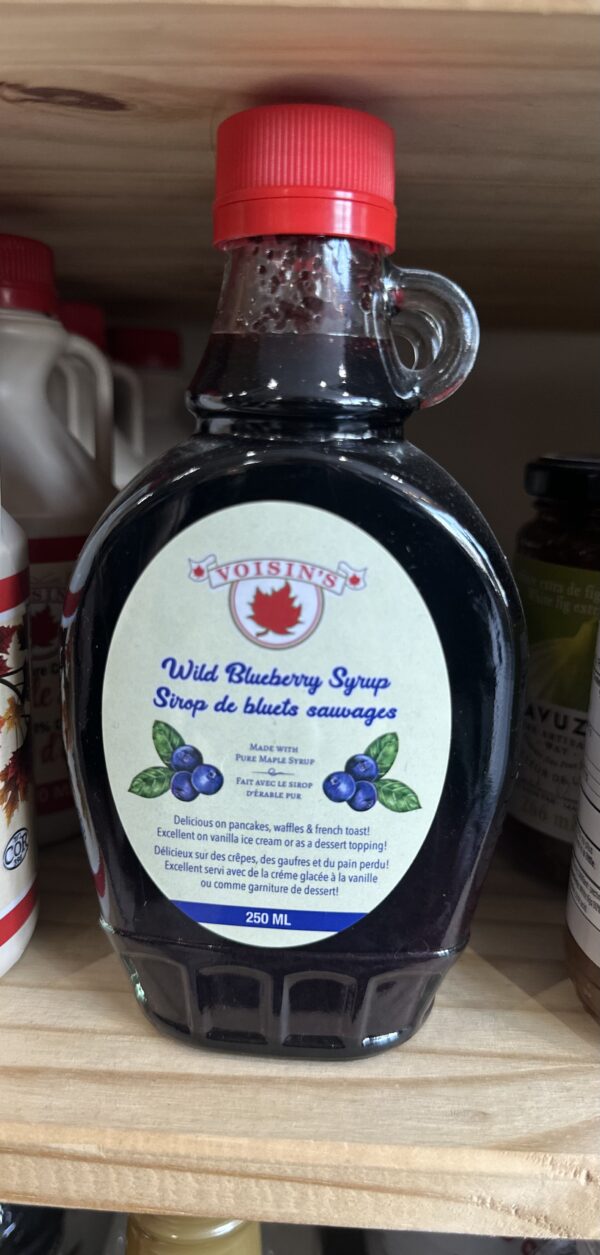 VOISIN'S
Wild Blueberry Syrup
Sirop de bluets sauvages
MADE WITH
PURE MAPLE SYRUP
FAIT AVEC LE SIROP
D'ÉRABLE PUR
Delicious on pancakes, waffles & french toast!
Excellent on vanilla ice cream or as a dessert topping!
Délicieux sur des crêpes, des gaufres et du pain perdu!
Excellent servi avec de la créme glacée à la vanille
ou comme garniture de dessert!
250 ML
COR